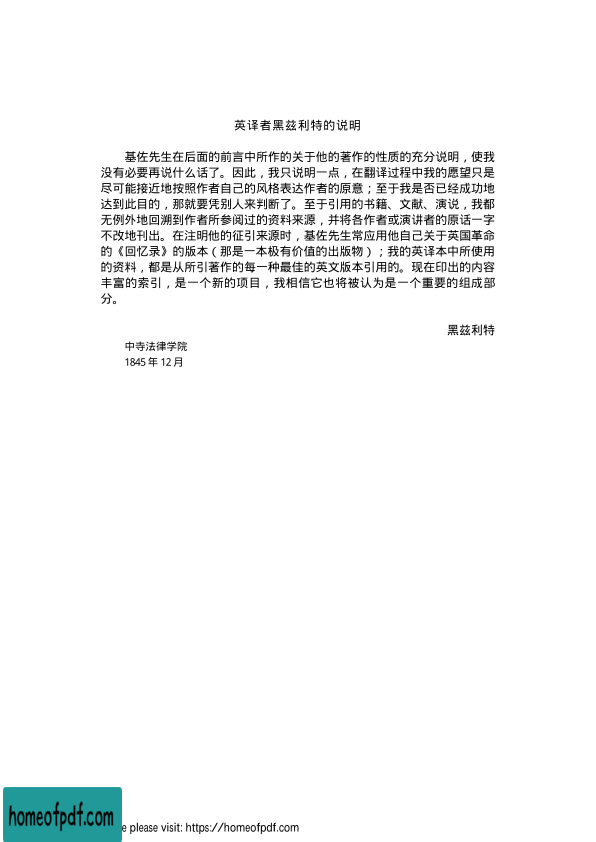 英译者黑兹利特的说明
基佐先生在后面的前言中所作的关于他的著作的性质的充分说明，使我
没有必要再说什么话了。因此，我只说明一点，在翻译过程中我的愿望只是
尽可能接近地按照作者自己的风格表达作者的原意；至于我是否已经成功地
达到此目的，那就要凭别人来判断了。至于引用的书籍、文献、演说，我都
无例外地回溯到作者所参阅过的资料来源，并将各作者或演讲者的原话一字
不改地刊出。在注明他的征引来源时，基佐先生常应用他自己关于英国革命
的《回忆录》的版本（那是一本极有价值的出版物）；我的英译本中所使用
的资料，都是从所引著作的每一种最佳的英文版本引用的。现在印出的内容
丰富的索引，是一个新的项目，我相信它也将被认为是一个重要的组成部
分。
黑兹利特
中寺法律学院
1845 年 12 月
homeofpdf.com
e please visit: https://homeofpdf.com